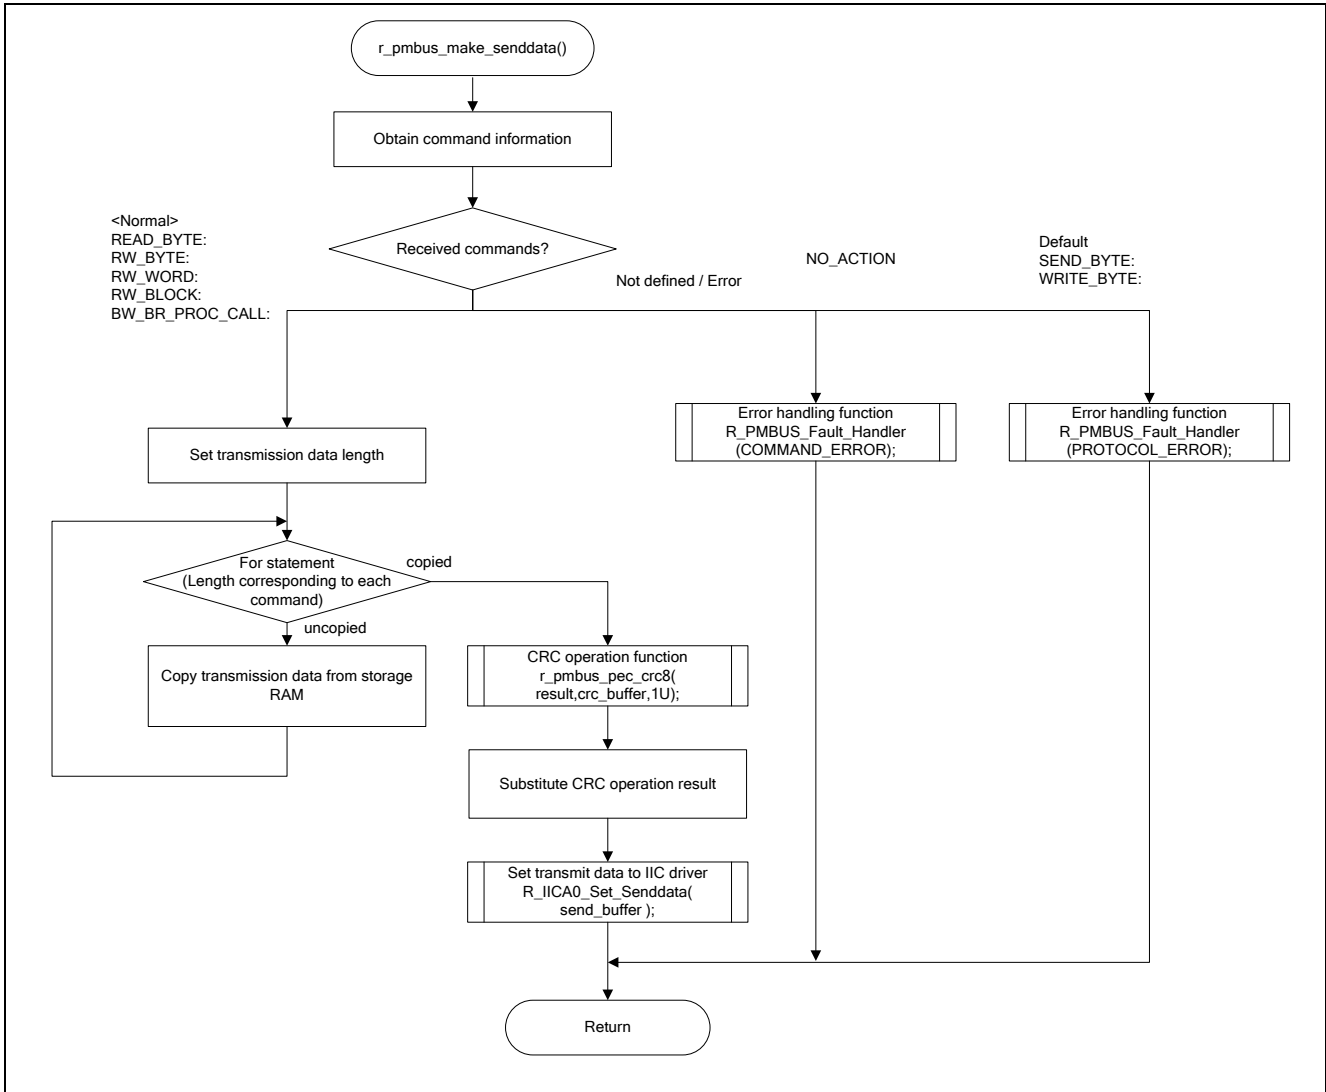 r_pmbus_make_senddata()
Obtain command information
Received commands?
<Normal>
READ_BYTE:
RW_BYTE:
RW_WORD:
RW_BLOCK:
BW_BR_PROC_CALL:
Not defined / Error
NO_ACTION
Default
SEND_BYTE:
WRITE_BYTE:
Set transmission data length
Error handling function
R_PMBUS_Fault_Handler
(COMMAND_ERROR);
Error handling function
R_PMBUS_Fault_Handler
(PROTOCOL_ERROR);
For statement
(Length corresponding to each
command)
copied
uncopied
Copy transmission data from storage
RAM
CRC operation function
r_pmbus_pec_crc8(
result,crc_buffer,1U);
Substitute CRC operation result
Set transmit data to IIC driver
R_IICA0_Set_Senddata(
send_buffer );
Return